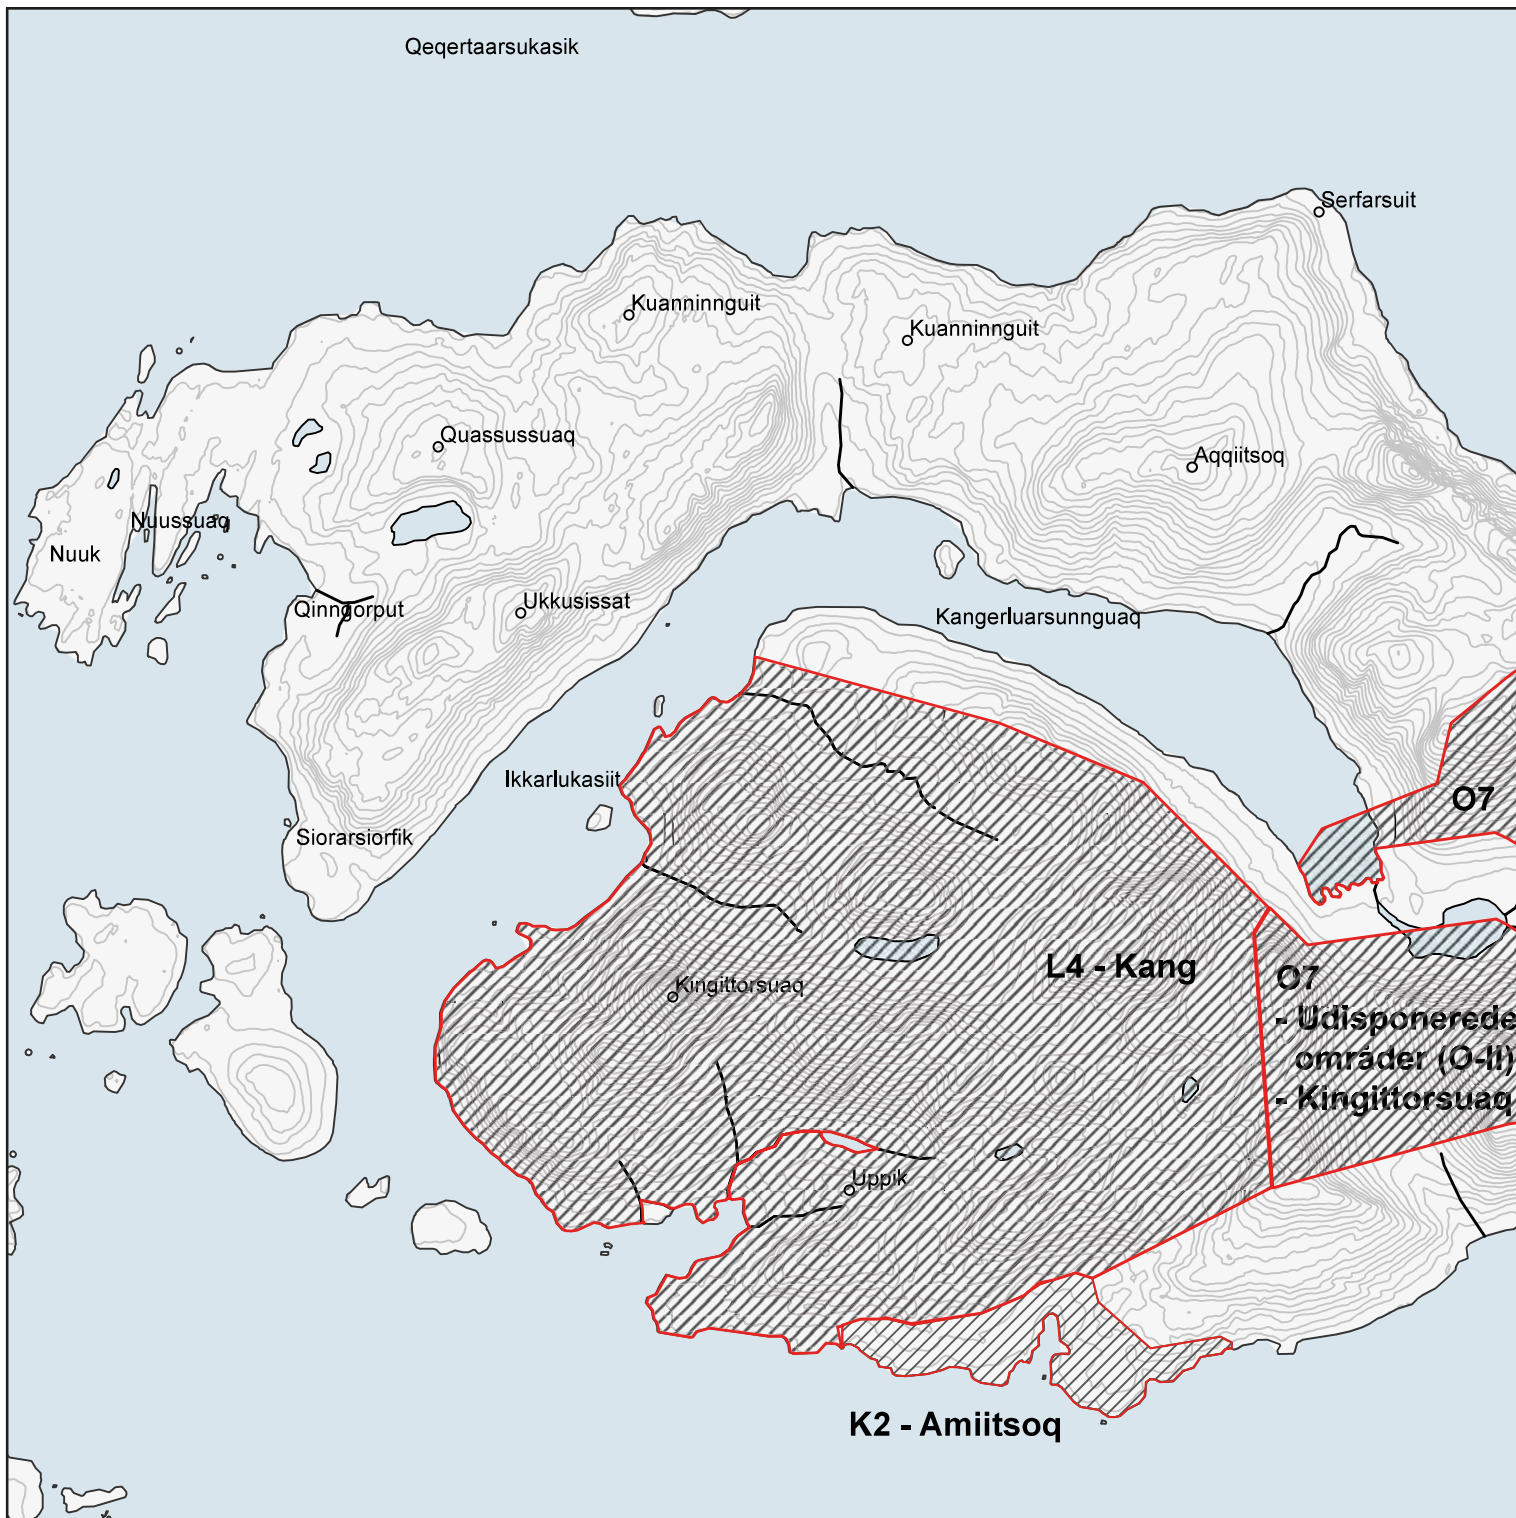 Qeqertaarsukasik
Serfarsuit
Kuanninnguit
Kuanninnguit
Quassussuaq
Aqqiitsoq
Nuussuaq
Nuuk
Ukkusissat
Qinngorput
Kangerluarsunnguaq
Ikkarlukasiit
O7
Siorarsiorfik
L4 - Kang
Kingittorsuaq
O7
- Udisponerede
områder (O-II)
- Kingittorsuaq
Uppik
K2 - Amiitsoq